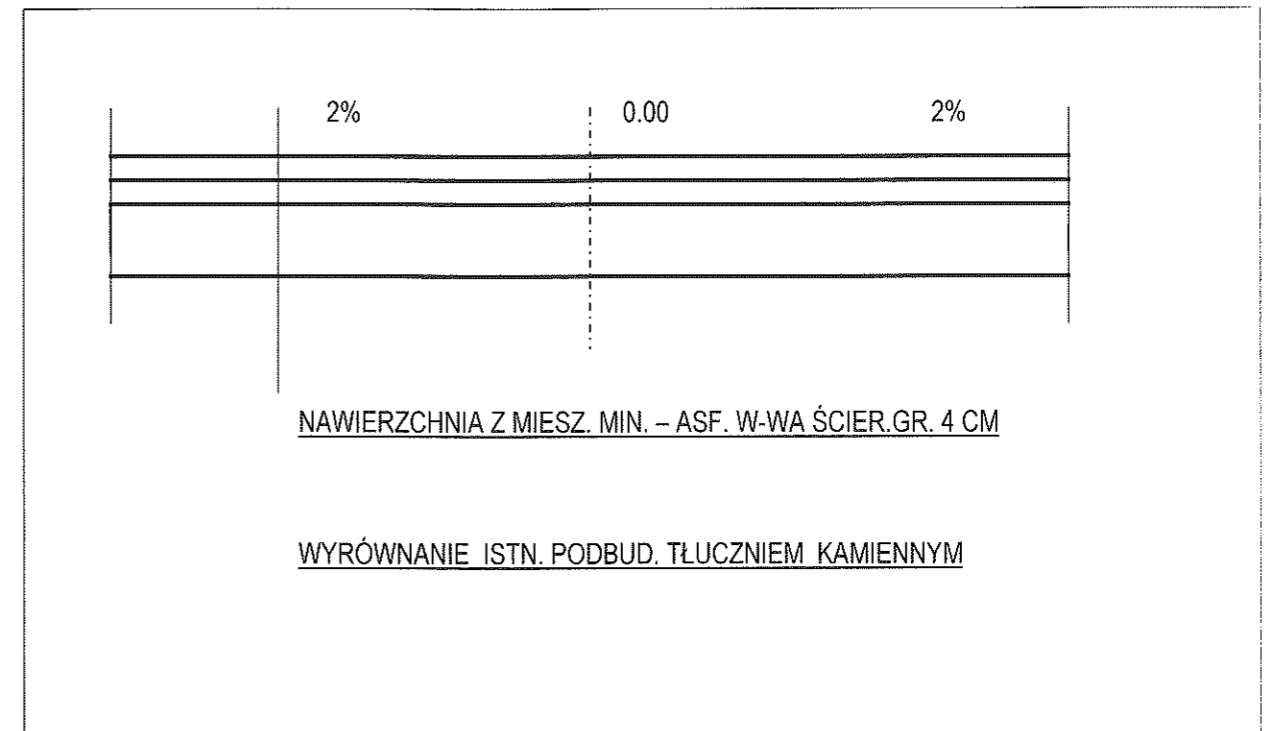 2% 0.00 2%
NAWIERZCHNIA Z MIESZ. MIN. – ASF. W-WA ŚCIER.GR. 4 CM
WYRÓWNANIE ISTN. PODBUD. TŁUCZNIEM KAMIENNYM